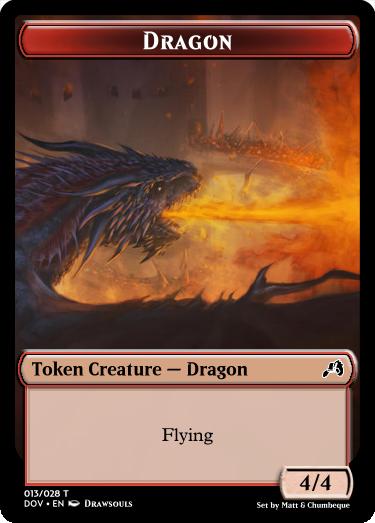 Dragon
Token Creature — Dragon
Flying
4/4
013/028 T
DOV • EN Drawsouls
Set by Matt & Chumbeque